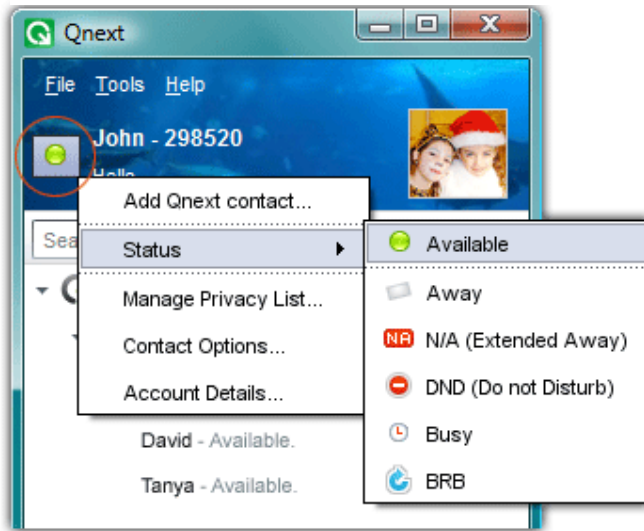 Qnext
File Tools Help
John - 298520
Hello
Add Qnext contact...
Sea
Status
Available
Away
Manage Privacy List...
N/A (Extended Away)
Contact Options...
DND (Do not Disturb)
Account Details...
Busy
David - Available.
BRB
Tanya - Available.